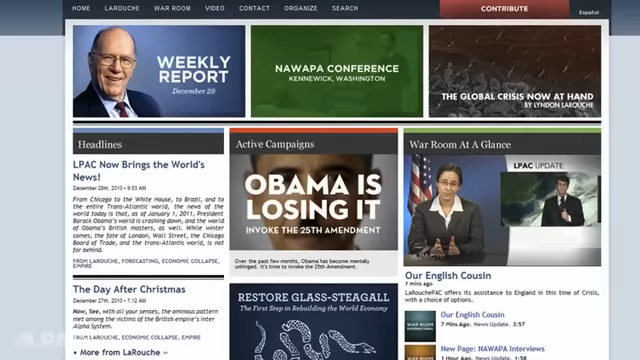 HOME LAROUCHE WAR ROOM VIDEO CONTACT ORGANIZE SEARCH
CONTRIBUTE
Español
WEEKLY
REPORT
December 29
NAWAPA CONFERENCE
KENNEWICK, WASHINGTON
THE GLOBAL CRISIS NOW AT HAND
BY LYNDON LAROUCHE
Headlines
LPAC Now Brings the World's
News!
December 28th, 2010 • 9:53 AM
From Chicago to the White House, to Brazil, and to
the entire Trans-Atlantic world, the news of the
world today is that, as of January 1, 2011, President
Barack Obama's world is crashing down, and the world
of Obama's British masters, as well. While winter
comes, the fate of London, Wall Street, the Chicago
Board of Trade, and the trans-Atlantic world, is not
far behind.
FROM LAROUCHE, FORECASTING, ECONOMIC COLLAPSE,
EMPIRE
The Day After Christmas
December 27th, 2010 • 7:12 AM
Now, See, with all your senses, the ominous pattern
met among the victims of the British empire's Inter
Alpha System.
FROM LAROUCHE, ECONOMIC COLLAPSE, EMPIRE
• More from LaRouche »
Active Campaigns
OBAMA IS
LOSING IT
INVOKE THE 25TH AMENDMENT
Over the past few months, Obama has become mentally
unhinged. It's time to invoke the 25th Amendment.
RESTORE GLASS-STEAGALL
The First Step in Rebuilding the World Economy
War Room At A Glance
LPAC UPDATE
Our English Cousin
7 mins ago
LaRouchePAC offers its assistance to England in this time of Crisis,
with a choice of options.
WAR ROOM
Our English Cousin
7 Mins Ago. News Update. 3:57
WAR ROOM
INTERVIEWS
New Page; NAWAPA Interviews
1 Hour Ago. News Update. 1:58